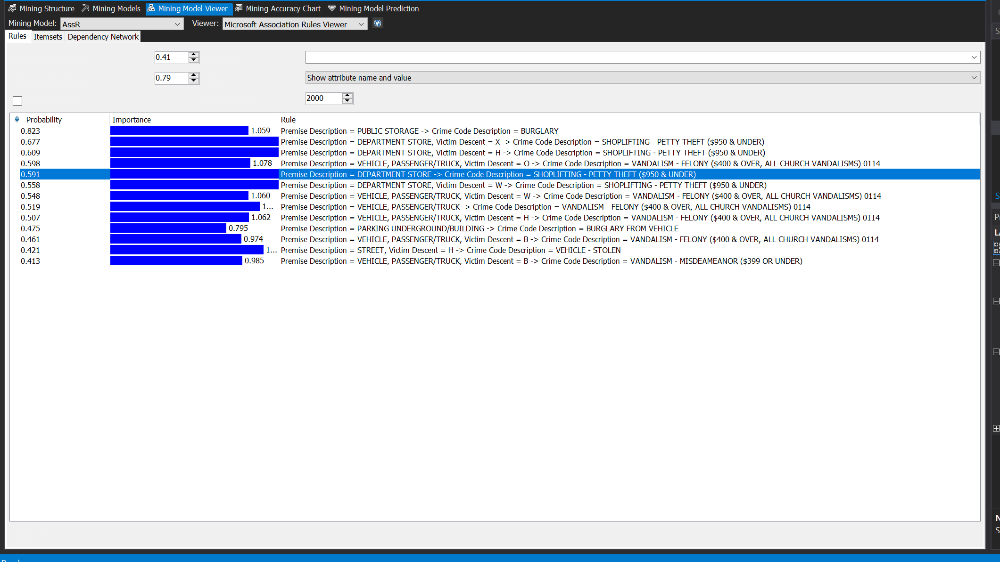 Mining Structure Mining Models Mining Model Viewer Mining Accuracy Chart Mining Model Prediction
Mining Model: AssR Viewer: Microsoft Association Rules Viewer
Rules Itemsets Dependency Network
0.41
0.79 Show attribute name and value
2000
Probability Importance Rule
0.823 1.059 Premise Description = PUBLIC STORAGE -> Crime Code Description = BURGLARY
0.677 Premise Description = DEPARTMENT STORE, Victim Descent = X -> Crime Code Description = SHOPLIFTING - PETTY THEFT ($950 & UNDER)
0.609 Premise Description = DEPARTMENT STORE, Victim Descent = H -> Crime Code Description = SHOPLIFTING - PETTY THEFT ($950 & UNDER)
0.598 1.078 Premise Description = VEHICLE, PASSENGER/TRUCK, Victim Descent = O -> Crime Code Description = VANDALISM - FELONY ($400 & OVER, ALL CHURCH VANDALISMS) 0114
0.591 Premise Description = DEPARTMENT STORE -> Crime Code Description = SHOPLIFTING - PETTY THEFT ($950 & UNDER)
0.558 Premise Description = DEPARTMENT STORE, Victim Descent = W -> Crime Code Description = SHOPLIFTING - PETTY THEFT ($950 & UNDER)
0.548 1.060 Premise Description = VEHICLE, PASSENGER/TRUCK, Victim Descent = W -> Crime Code Description = VANDALISM - FELONY ($400 & OVER, ALL CHURCH VANDALISMS) 0114
0.519 1... Premise Description = VEHICLE, PASSENGER/TRUCK -> Crime Code Description = VANDALISM - FELONY ($400 & OVER, ALL CHURCH VANDALISMS) 0114
0.507 1.062 Premise Description = VEHICLE, PASSENGER/TRUCK, Victim Descent = H -> Crime Code Description = VANDALISM - FELONY ($400 & OVER, ALL CHURCH VANDALISMS) 0114
0.475 0.795 Premise Description = PARKING UNDERGROUND/BUILDING -> Crime Code Description = BURGLARY FROM VEHICLE
0.461 0.974 Premise Description = VEHICLE, PASSENGER/TRUCK, Victim Descent = B -> Crime Code Description = VANDALISM - FELONY ($400 & OVER, ALL CHURCH VANDALISMS) 0114
0.421 1... Premise Description = STREET, Victim Descent = H -> Crime Code Description = VEHICLE - STOLEN
0.413 0.985 Premise Description = VEHICLE, PASSENGER/TRUCK, Victim Descent = B -> Crime Code Description = VANDALISM - MISDEAMEANOR ($399 OR UNDER)